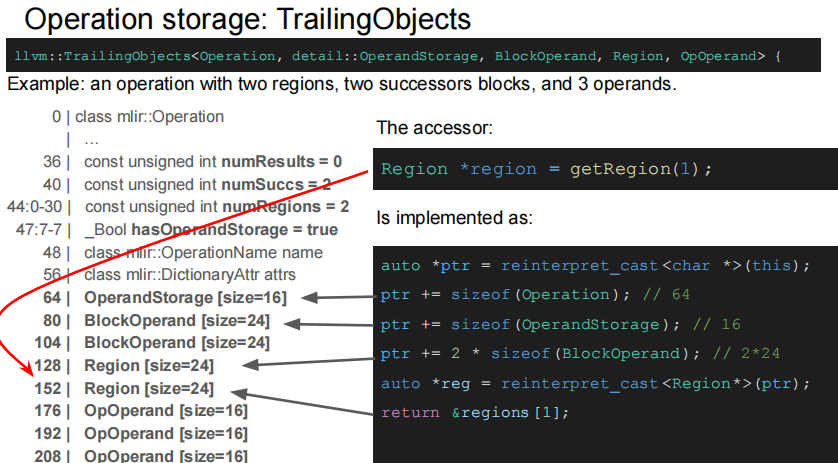 Operation storage: TrailingObjects
llvm::TrailingObjects<Operation, detail::OperandStorage, BlockOperand, Region, OpOperand> {
Example: an operation with two regions, two successors blocks, and 3 operands.
0 | class mlir::Operation
| ...
36 | const unsigned int numResults = 0
40 | const unsigned int numSuccs = 2
44:0-30 | const unsigned int numRegions = 2
47:7-7 | _Bool hasOperandStorage = true
48 | class mlir::OperationName name
56 | class mlir::DictionaryAttr attrs
64 | OperandStorage [size=16]
80 | BlockOperand [size=24]
104 | BlockOperand [size=24]
128 | Region [size=24]
152 | Region [size=24]
176 | OpOperand [size=16]
192 | OpOperand [size=16]
208 | OpOperand [size=16]
The accessor:
Region *region = getRegion(1);
Is implemented as:
auto *ptr = reinterpret_cast<char *>(this);
ptr += sizeof(Operation); // 64
ptr += sizeof(OperandStorage); // 16
ptr += 2 * sizeof(BlockOperand); // 2*24
auto *reg = reinterpret_cast<Region*>(ptr);
return &regions[1];